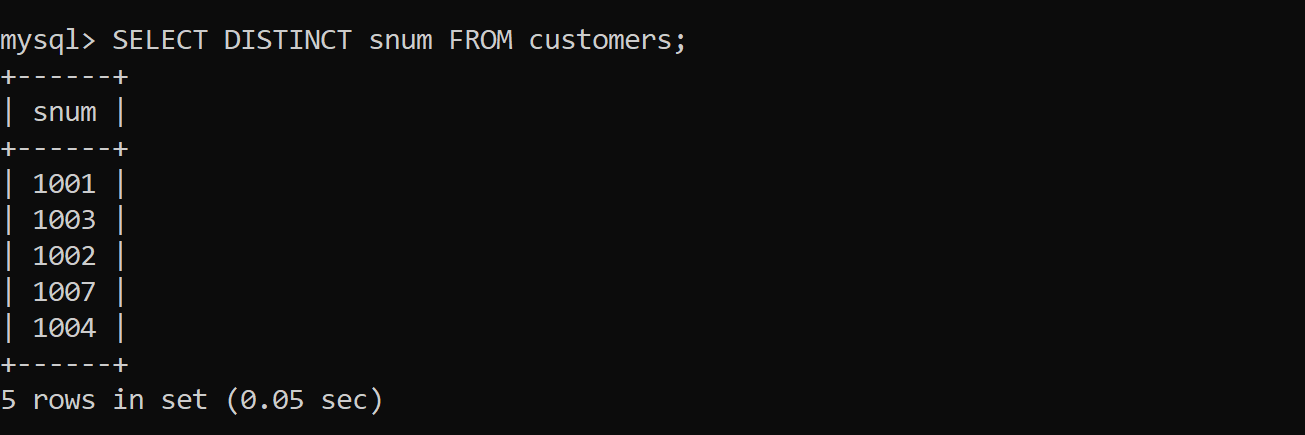 mysql> SELECT DISTINCT snum FROM customers;
+------+
| snum |
+------+
| 1001 |
| 1003 |
| 1002 |
| 1007 |
| 1004 |
+------+
5 rows in set (0.05 sec)